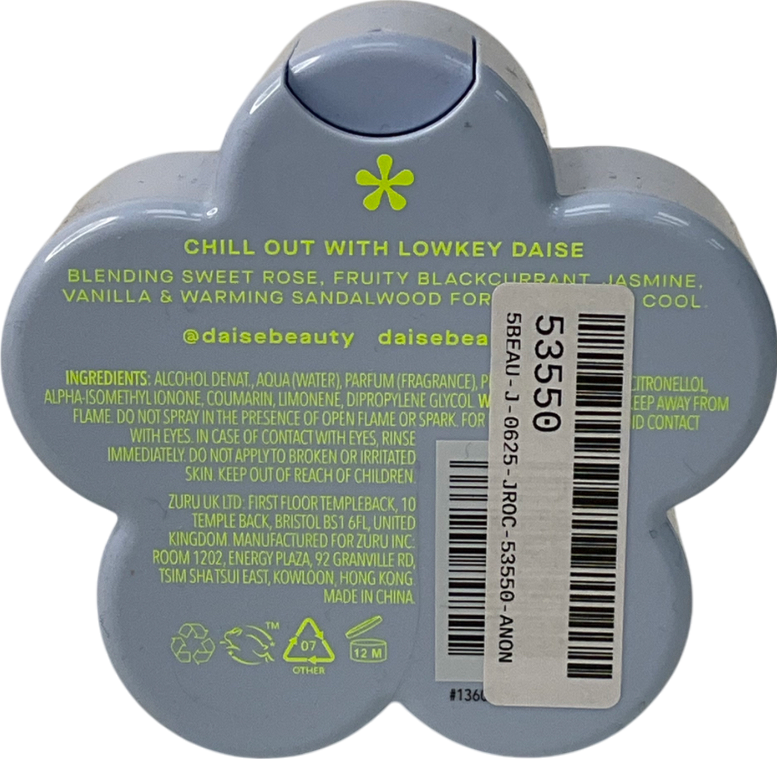 CHILL OUT WITH LOWKEY DAISE
BLENDING SWEET ROSE, FRUITY BLACKCURRANT, JASMINE,
VANILLA & WARMING SANDALWOOD FOR COOL.
@daisebeauty daisebea
INGREDIENTS: ALCOHOL DENAT., AQUA (WATER), PARFUM (FRAGRANCE), CITRONELLOL,
ALPHA-ISOMETHYL IONONE, COUMARIN, LIMONENE, DIPROPYLENE GLYCOL. KEEP AWAY FROM
FLAME. DO NOT SPRAY IN THE PRESENCE OF OPEN FLAME OR SPARK. FOR CONTACT
WITH EYES. IN CASE OF CONTACT WITH EYES, RINSE
IMMEDIATELY. DO NOT APPLY TO BROKEN OR IRRITATED
SKIN. KEEP OUT OF REACH OF CHILDREN.
ZURU UK LTD: FIRST FLOOR TEMPLEBACK, 10
TEMPLE BACK, BRISTOL BS1 6FL, UNITED
KINGDOM. MANUFACTURED FOR ZURU INC.
ROOM 1202, ENERGY PLAZA, 92 GRANVILLE RD,
TSIM SHA TSUI EAST, KOWLOON, HONG KONG.
MADE IN CHINA.
TM
07
OTHER
12 M
#1360
53550
5BEAU-J-0625-JROC-53550-ANON